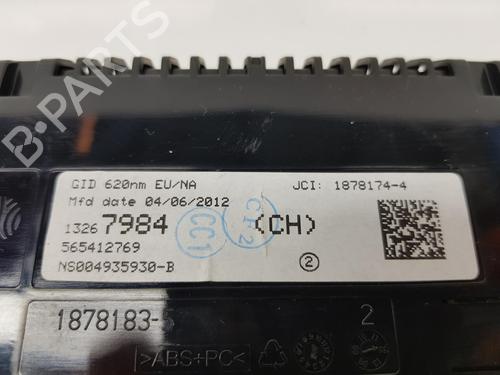 B-PARTS
GID 620nm EU/NA
JCI: 1878174-4
Mfd date 04/06/2012
1326 7984 (CH)
CC1
CF2
565412769
2
NS004935930-B
1878183-5
2
>ABS+PC<